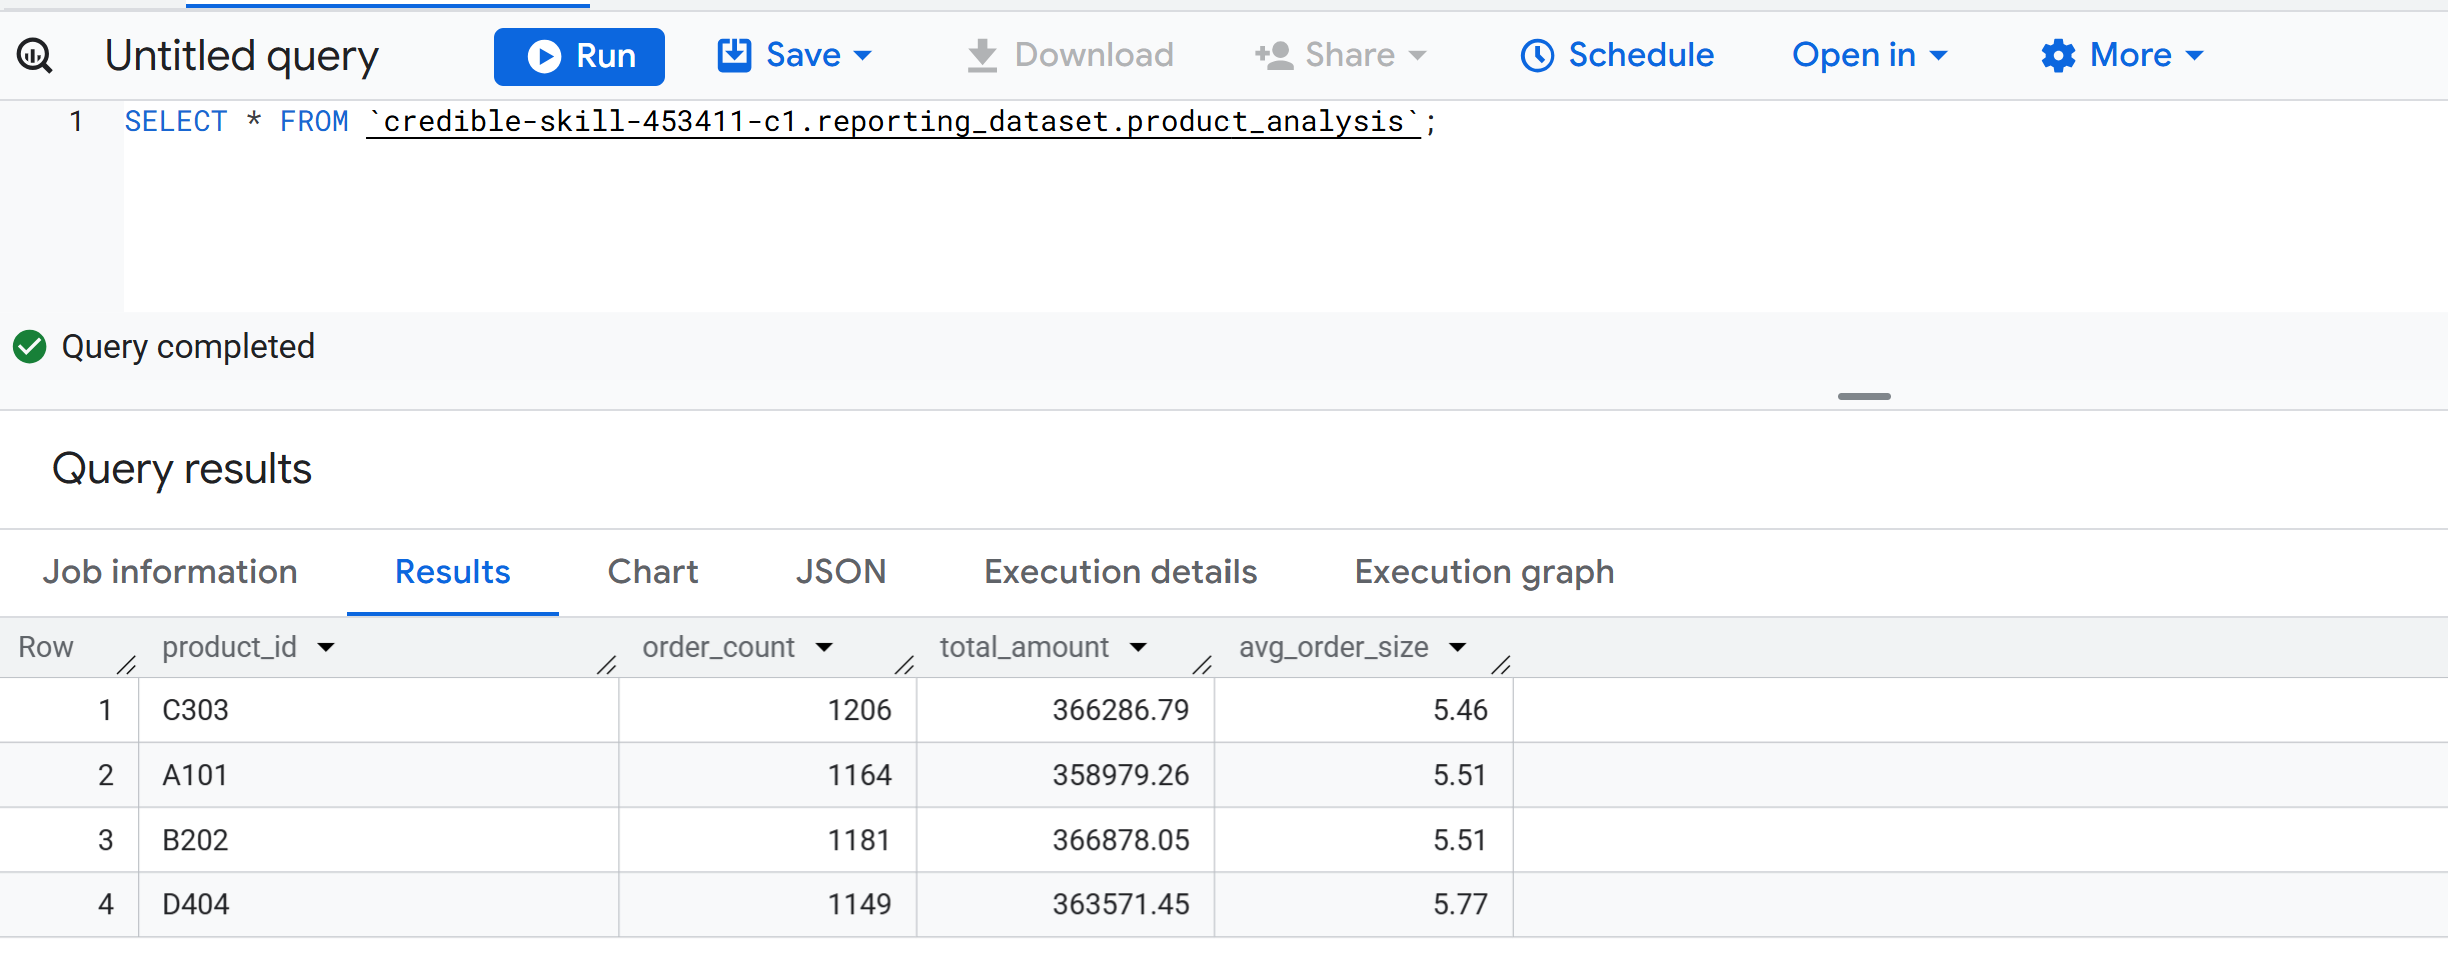 Untitled query Run Save Download Share Schedule Open in More
1 SELECT * FROM `credible-skill-453411-c1.reporting_dataset.product_analysis`;
Query completed
Query results
Job information Results Chart JSON Execution details Execution graph
Row product_id order_count total_amount avg_order_size
1 C303 1206 366286.79 5.46
2 A101 1164 358979.26 5.51
3 B202 1181 366878.05 5.51
4 D404 1149 363571.45 5.77